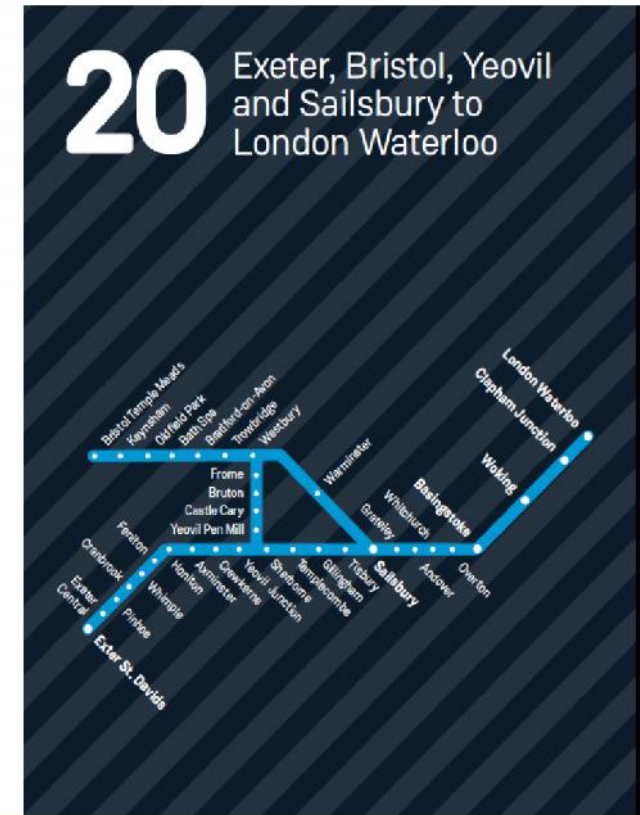 20
Exeter, Bristol, Yeovil
and Sailsbury to
London Waterloo
Bristol Temple Meads
Keynsham
Oldfield Park
Bath Spa
Bradford-on-Avon
Trowbridge
Westbury
Warminster
Frome
Bruton
Castle Cary
Yeovil Pen Mill
London Waterloo
Clapham Junction
Woking
Basingstoke
Whitchurch
Grateley
Overton
Andover
Sailsbury
Tisbury
Gillingham
Templecombe
Sherborne
Yeovil Junction
Crewkerne
Axminster
Honiton
Feniton
Whimple
Cranbrook
Pinhoe
Exeter
Central
Exter St. Davids